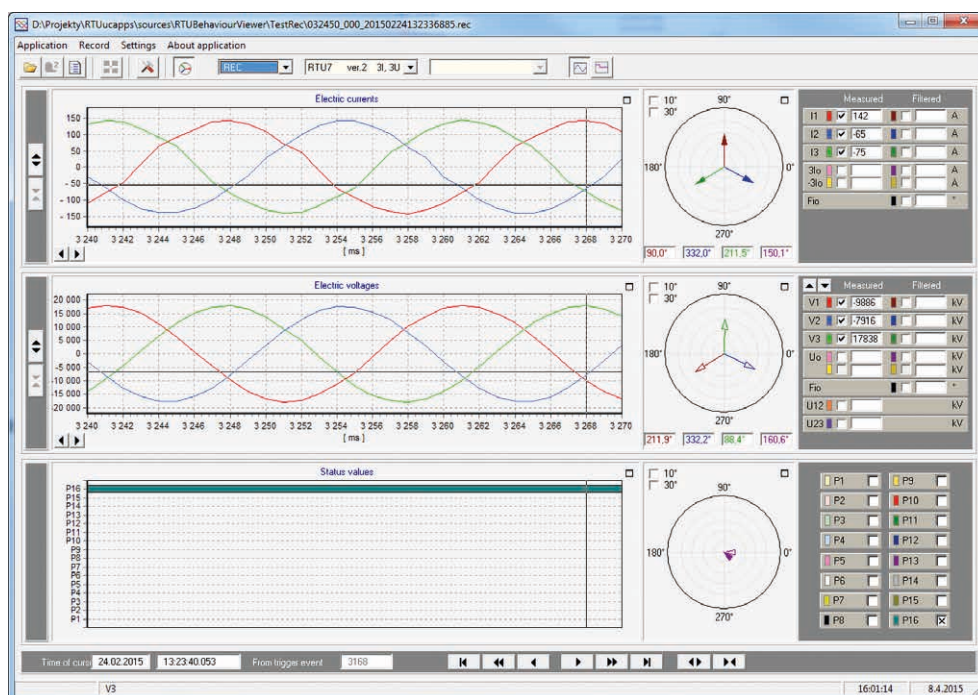 D:\Projekty\RTUucapps\sources\RTUBehaviourViewer\TestRec\032450_000_20150224132336885.rec
Application Record Settings About application
REC RTU7 ver.2 3I, 3U
Electric currents
150
100
50
0
- 50
- 100
- 150
3 240 3 242 3 244 3 246 3 248 3 250 3 252 3 254 3 256 3 258 3 260 3 262 3 264 3 266 3 268 3 270
[ ms ]
10°
30°
90°
180° 0°
270°
90,0° 332,0° 211,5° 150,1°
Measured Filtered
I1 142 A
I2 -65 A
I3 -75 A
3Io A
-3Io A
Fio °
Electric voltages
20 000
15 000
10 000
5 000
0
-5 000
-10 000
-15 000
-20 000
3 240 3 242 3 244 3 246 3 248 3 250 3 252 3 254 3 256 3 258 3 260 3 262 3 264 3 266 3 268 3 270
[ ms ]
10°
30°
90°
180° 0°
270°
211,9° 332,2° 88,4° 160,6°
Measured Filtered
V1 -9886 kV
V2 -7916 kV
V3 17838 kV
Uo kV
kV
Fio °
U12 kV
U23 kV
Status values
P16
P15
P14
P13
P12
P11
P10
P9
P8
P7
P6
P5
P4
P3
P2
P1
10°
30°
90°
180° 0°
270°
P1 P9
P2 P10
P3 P11
P4 P12
P5 P13
P6 P14
P7 P15
P8 P16
Time of curso 24.02.2015 13:23:40.053 From trigger event 3168
V3 16:01:14 8.4.2015